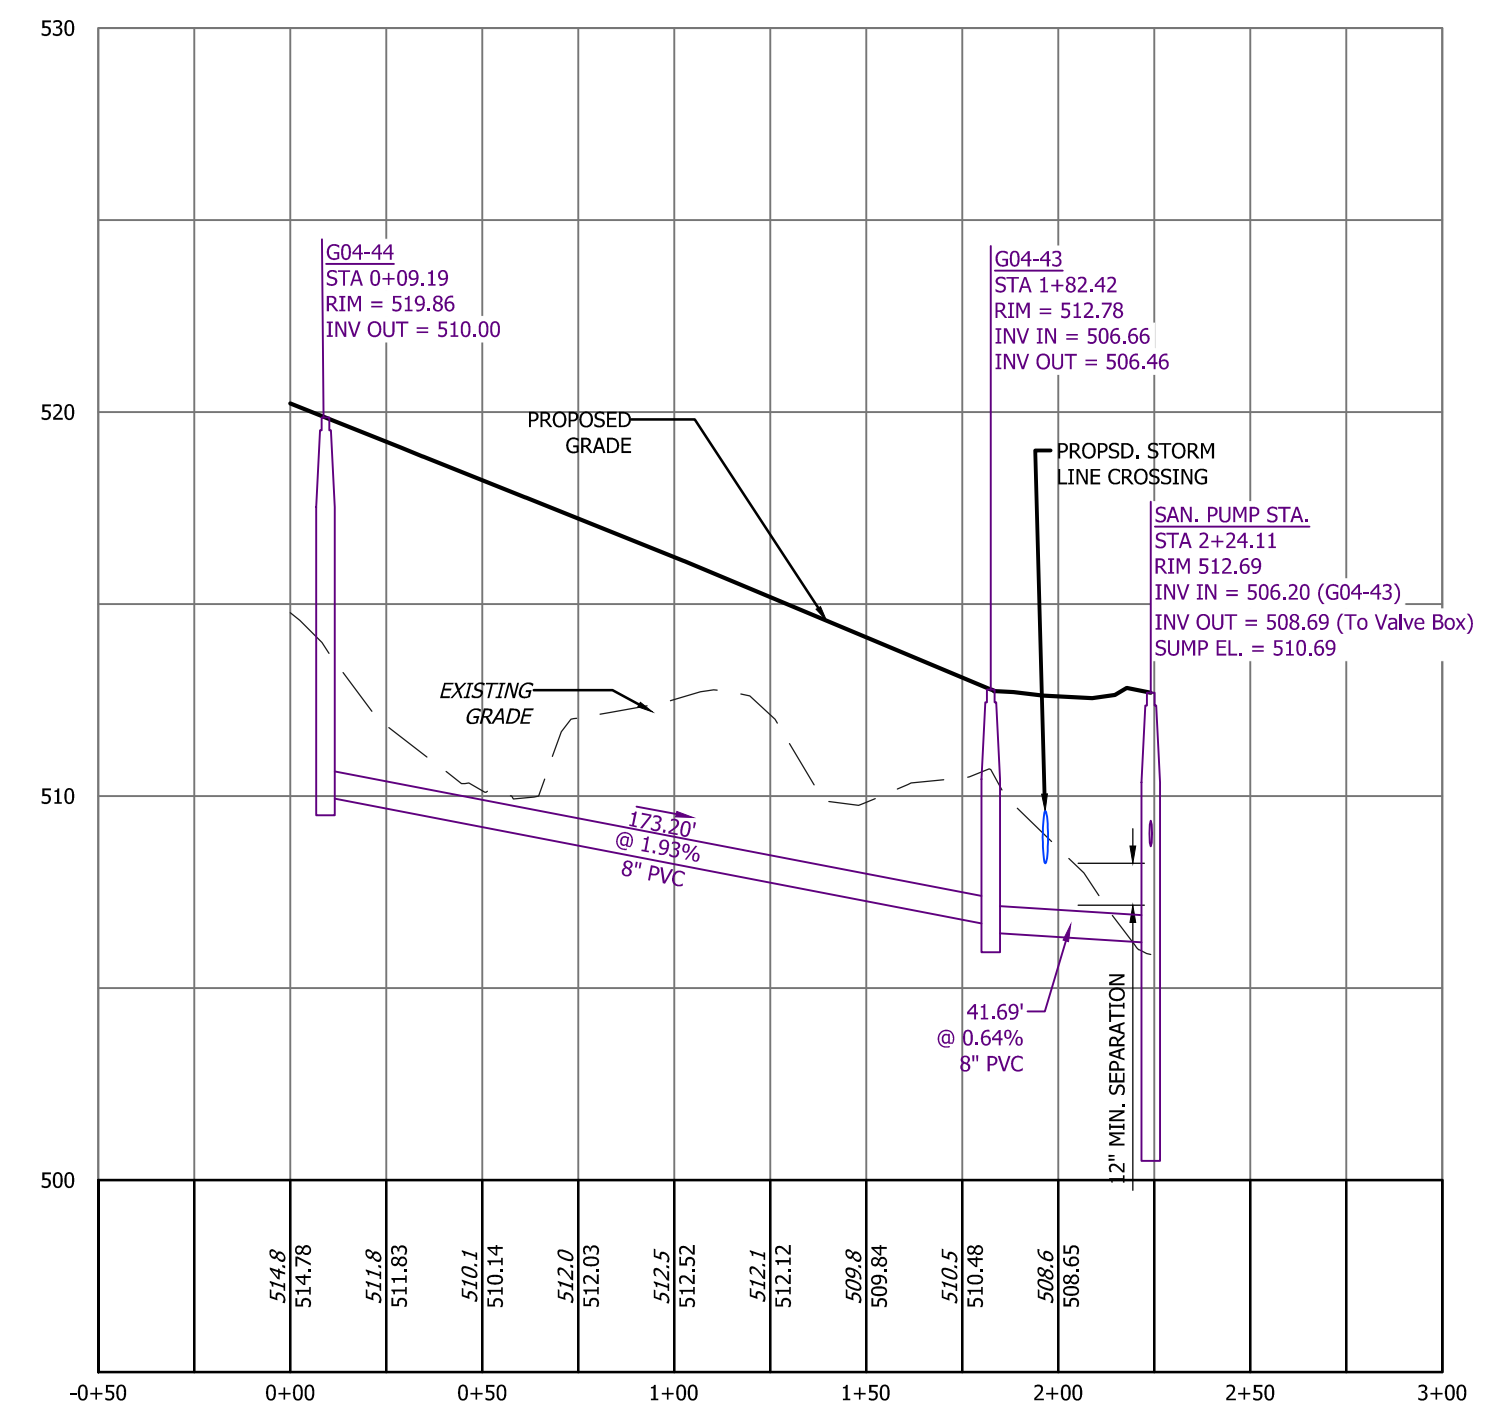 530
G04-44
STA 0+09.19
RIM = 519.86
INV OUT = 510.00
G04-43
STA 1+82.42
RIM = 512.78
INV IN = 506.66
INV OUT = 506.46
520
PROPOSED
GRADE
PROPSD. STORM
LINE CROSSING
SAN. PUMP STA.
STA 2+24.11
RIM 512.69
INV IN = 506.20 (G04-43)
INV OUT = 508.69 (To Valve Box)
SUMP EL. = 510.69
EXISTING
GRADE
510
173.20'
@ 1.93%
8" PVC
41.69'
@ 0.64%
8" PVC
12" MIN. SEPARATION
500
514.8
514.78
511.8
511.83
510.1
510.14
512.0
512.03
512.5
512.52
512.1
512.12
509.8
509.84
510.5
510.48
508.6
508.65
-0+50
0+00
0+50
1+00
1+50
2+00
2+50
3+00